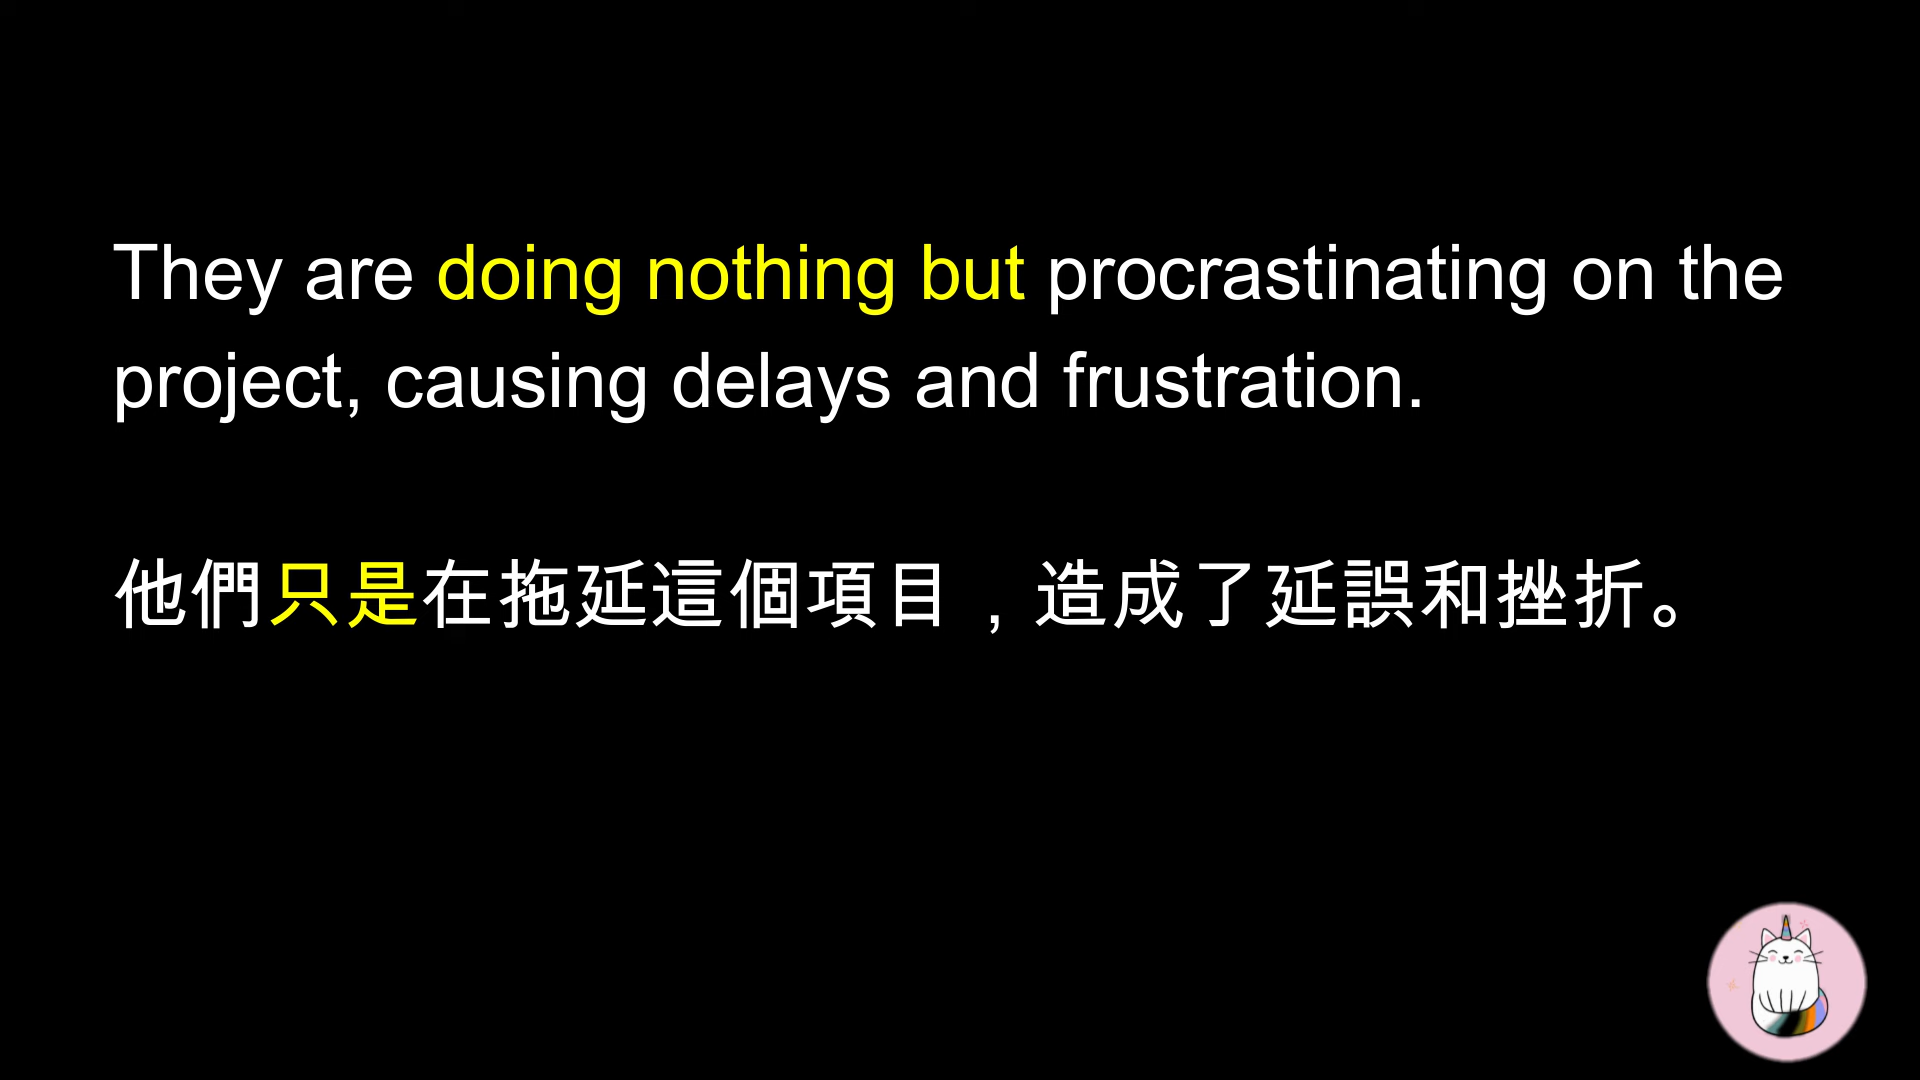 They are doing nothing but procrastinating on the
project, causing delays and frustration.
他們只是在拖延這個項目，造成了延誤和挫折。